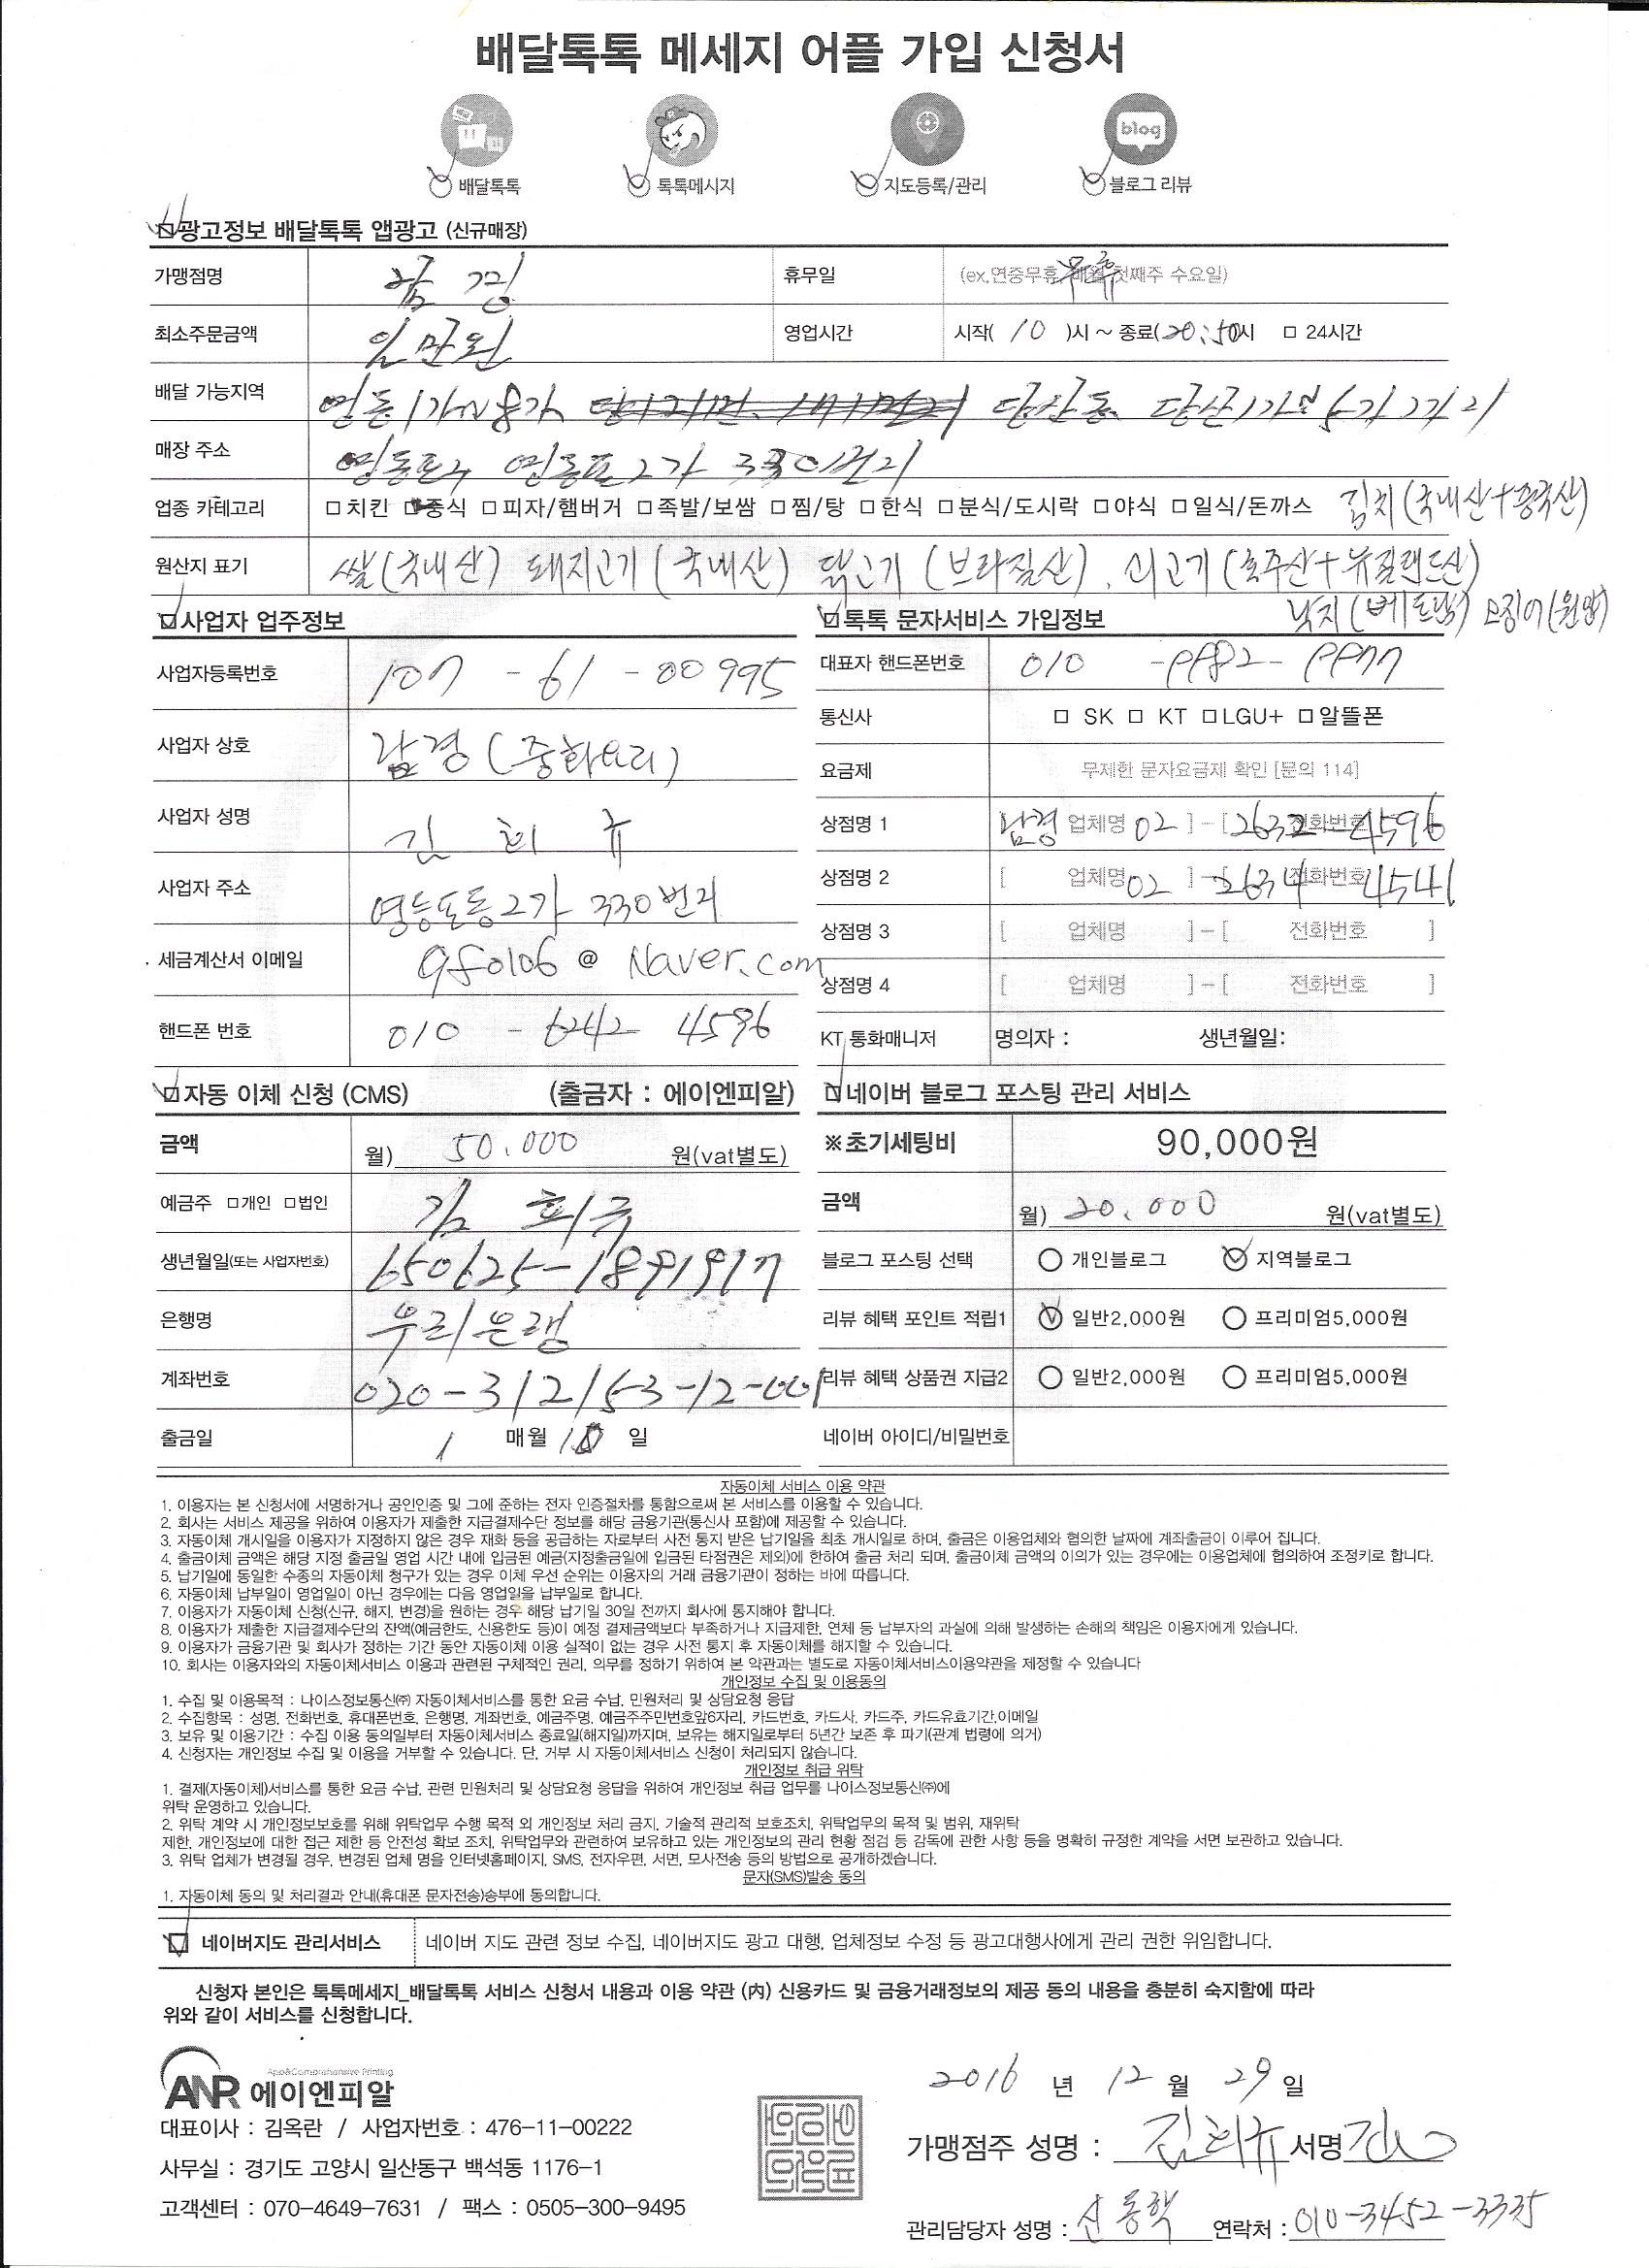 배달톡톡 메세지 어플 가입 신청서
blog
배달톡톡 톡톡메시지 지도등록/관리 블로그 리뷰
광고정보 배달톡톡 앱광고 (신규매장)
가맹점명 남경 휴무일 (ex.연중무휴, 매월 첫째주 수요일) 무휴
최소주문금액 일만원 영업시간 시작( 10 )시 ~ 종료(20:50)시 □ 24시간
배달 가능지역 당산동 당산1가
매장 주소 영등포구 영등포2가
업종 카테고리 □치킨 □중식 □피자/햄버거 □족발/보쌈 □찜/탕 □한식 □분식/도시락 □야식 □일식/돈까스 김치(국내산+중국산)
원산지 표기 쌀(국내산) 돼지고기(국내산) 닭고기(브라질산), 쇠고기(호주산+뉴질랜드산)
낙지(베트남) 오징어(원양)
□사업자 업주정보
사업자등록번호 107 - 61 - 00995
사업자 상호 남경(중화요리)
사업자 성명 김희규
사업자 주소 영등포동2가 330번지
세금계산서 이메일 gf0106@Naver.com
핸드폰 번호 010 - 6242 4596
□톡톡 문자서비스 가입정보
대표자 핸드폰번호 010
통신사 □ SK □ KT □LGU+ □알뜰폰
요금제 무제한 문자요금제 확인 [문의 114]
상점명 1 남경 업체명 02 ]-[ 2632 전화번호 4596
상점명 2 [ 업체명 02 ]-[ 2634 전화번호 4541
상점명 3 [ 업체명 ]-[ 전화번호 ]
상점명 4 [ 업체명 ]-[ 전화번호 ]
KT 통화매니저 명의자 : 생년월일:
□자동 이체 신청 (CMS) (출금자 : 에이엔피알)
금액 월) 50,000 원(vat별도)
예금주 □개인 □법인 김희규
생년월일(또는 사업자번호) 650625-1891917
은행명 우리은행
계좌번호 020-312153-12-001
출금일 매월 일
□네이버 블로그 포스팅 관리 서비스
※초기세팅비 90,000원
금액 월) 20,000 원(vat별도)
블로그 포스팅 선택 ○ 개인블로그 ○ 지역블로그
리뷰 혜택 포인트 적립1 ○ 일반2,000원 ○ 프리미엄5,000원
리뷰 혜택 상품권 지급2 ○ 일반2,000원 ○ 프리미엄5,000원
네이버 아이디/비밀번호
자동이체 서비스 이용 약관
1. 이용자는 본 신청서에 서명하거나 공인인증 및 그에 준하는 전자 인증절차를 통함으로써 본 서비스를 이용할 수 있습니다.
2. 회사는 서비스 제공을 위하여 이용자가 제출한 지급결제수단 정보를 해당 금융기관(통신사 포함)에 제공할 수 있습니다.
3. 자동이체 개시일을 이용자가 지정하지 않은 경우 재화 등을 공급하는 자로부터 사전 통지 받은 납기일을 최초 개시일로 하며, 출금은 이용업체와 협의한 날짜에 계좌출금이 이루어 집니다.
4. 출금이체 금액은 해당 지정 출금일 영업 시간 내에 입금된 예금(지정출금일에 입금된 타점권은 제외)에 한하여 출금 처리 되며, 출금이체 금액의 이의가 있는 경우에는 이용업체에 협의하여 조정키로 합니다.
5. 납기일에 동일한 수종의 자동이체 청구가 있는 경우 이체 우선 순위는 이용자의 거래 금융기관이 정하는 바에 따릅니다.
6. 자동이체 납부일이 영업일이 아닌 경우에는 다음 영업일을 납부일로 합니다.
7. 이용자가 자동이체 신청(신규, 해지, 변경)을 원하는 경우 해당 납기일 30일 전까지 회사에 통지해야 합니다.
8. 이용자가 제출한 지급결제수단의 잔액(예금한도, 신용한도 등)이 예정 결제금액보다 부족하거나 지급제한, 연체 등 납부자의 과실에 의해 발생하는 손해의 책임은 이용자에게 있습니다.
9. 이용자가 금융기관 및 회사가 정하는 기간 동안 자동이체 이용 실적이 없는 경우 사전 통지 후 자동이체를 해지할 수 있습니다.
10. 회사는 이용자와의 자동이체서비스 이용과 관련된 구체적인 권리, 의무를 정하기 위하여 본 약관과는 별도로 자동이체서비스이용약관을 제정할 수 있습니다
개인정보 수집 및 이용동의
1. 수집 및 이용목적 : 나이스정보통신㈜ 자동이체서비스를 통한 요금 수납, 민원처리 및 상담요청 응답
2. 수집항목 : 성명, 전화번호, 휴대폰번호, 은행명, 계좌번호, 예금주명, 예금주주민번호앞6자리, 카드번호, 카드사, 카드주, 카드유효기간,이메일
3. 보유 및 이용기간 : 수집 이용 동의일부터 자동이체서비스 종료일(해지일)까지며, 보유는 해지일로부터 5년간 보존 후 파기(관계 법령에 의거)
4. 신청자는 개인정보 수집 및 이용을 거부할 수 있습니다. 단, 거부 시 자동이체서비스 신청이 처리되지 않습니다.
개인정보 취급 위탁
1. 결제(자동이체)서비스를 통한 요금 수납, 관련 민원처리 및 상담요청 응답을 위하여 개인정보 취급 업무를 나이스정보통신㈜에
위탁 운영하고 있습니다.
2. 위탁 계약 시 개인정보보호를 위해 위탁업무 수행 목적 외 개인정보 처리 금지, 기술적 관리적 보호조치, 위탁업무의 목적 및 범위, 재위탁
제한, 개인정보에 대한 접근 제한 등 안전성 확보 조치, 위탁업무와 관련하여 보유하고 있는 개인정보의 관리 현황 점검 등 감독에 관한 사항 등을 명확히 규정한 계약을 서면 보관하고 있습니다.
3. 위탁 업체가 변경될 경우, 변경된 업체 명을 인터넷홈페이지, SMS, 전자우편, 서면, 모사전송 등의 방법으로 공개하겠습니다.
문자(SMS)발송 동의
1. 자동이체 동의 및 처리결과 안내(휴대폰 문자전송)송부에 동의합니다.
네이버지도 관리서비스 네이버 지도 관련 정보 수집, 네이버지도 광고 대행, 업체정보 수정 등 광고대행사에게 관리 권한 위임합니다.
신청자 본인은 톡톡메세지_배달톡톡 서비스 신청서 내용과 이용 약관 (內) 신용카드 및 금융거래정보의 제공 동의 내용을 충분히 숙지함에 따라
위와 같이 서비스를 신청합니다.
App&Comprehensive Printing
ANR 에이엔피알
대표이사 : 김옥란 / 사업자번호 : 476-11-00222
사무실 : 경기도 고양시 일산동구 백석동 1176-1
고객센터 : 070-4649-7631 / 팩스 : 0505-300-9495
2016 년 12 월 29 일
가맹점주 성명 : 김희규 서명
관리담당자 성명 : 신동혁 연락처 : 010-3452-3335